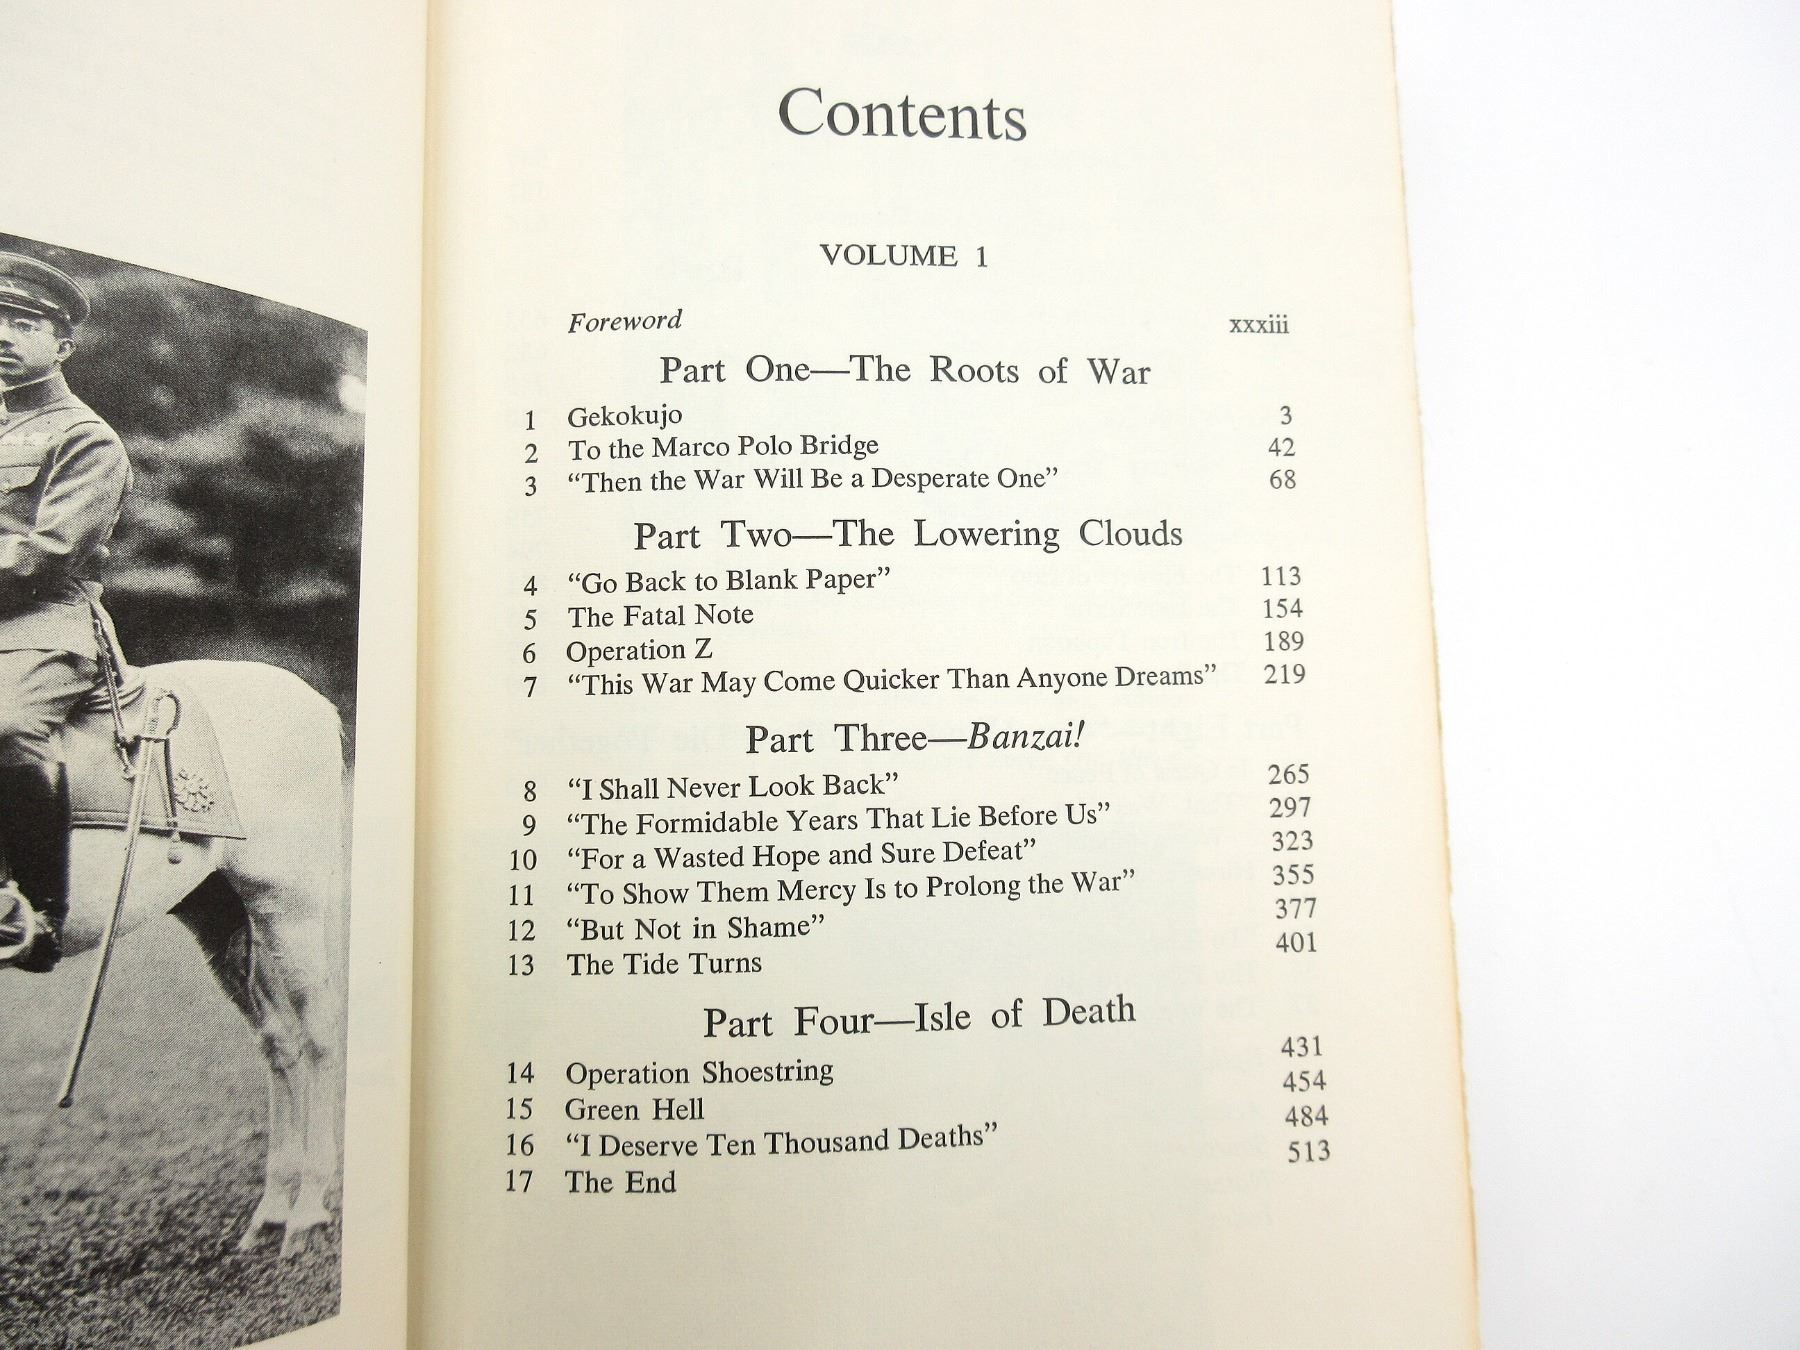 Contents
VOLUME 1
Foreword xxxiii
Part One—The Roots of War
1 Gekokujo 3
2 To the Marco Polo Bridge 42
3 “Then the War Will Be a Desperate One” 68
Part Two—The Lowering Clouds
4 “Go Back to Blank Paper” 113
5 The Fatal Note 154
6 Operation Z 189
7 “This War May Come Quicker Than Anyone Dreams” 219
Part Three—Banzai!
8 “I Shall Never Look Back” 265
9 “The Formidable Years That Lie Before Us” 297
10 “For a Wasted Hope and Sure Defeat” 323
11 “To Show Them Mercy Is to Prolong the War” 355
12 “But Not in Shame” 377
13 The Tide Turns 401
Part Four—Isle of Death
14 Operation Shoestring 431
15 Green Hell 454
16 “I Deserve Ten Thousand Deaths” 484
17 The End 513